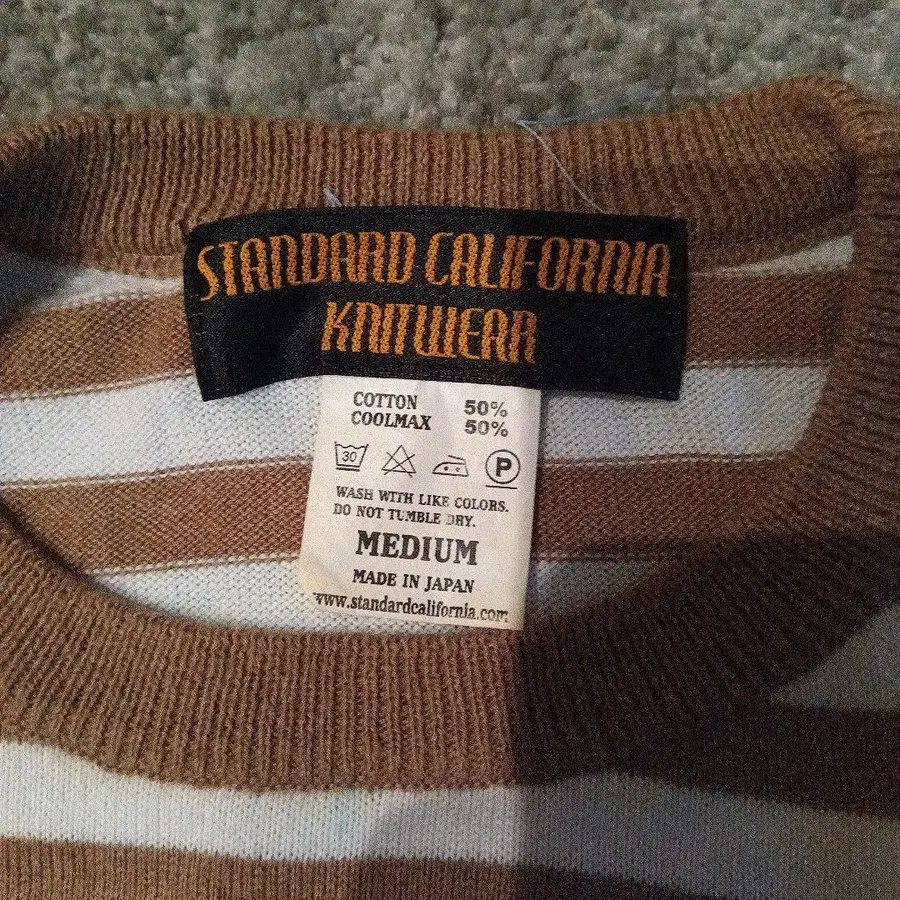 STANDARD CALIFORNIA
KNITWEAR
COTTON 50%
COOLMAX 50%
30 P
WASH WITH LIKE COLORS.
DO NOT TUMBLE DRY.
MEDIUM
MADE IN JAPAN
www.standardcalifornia.com